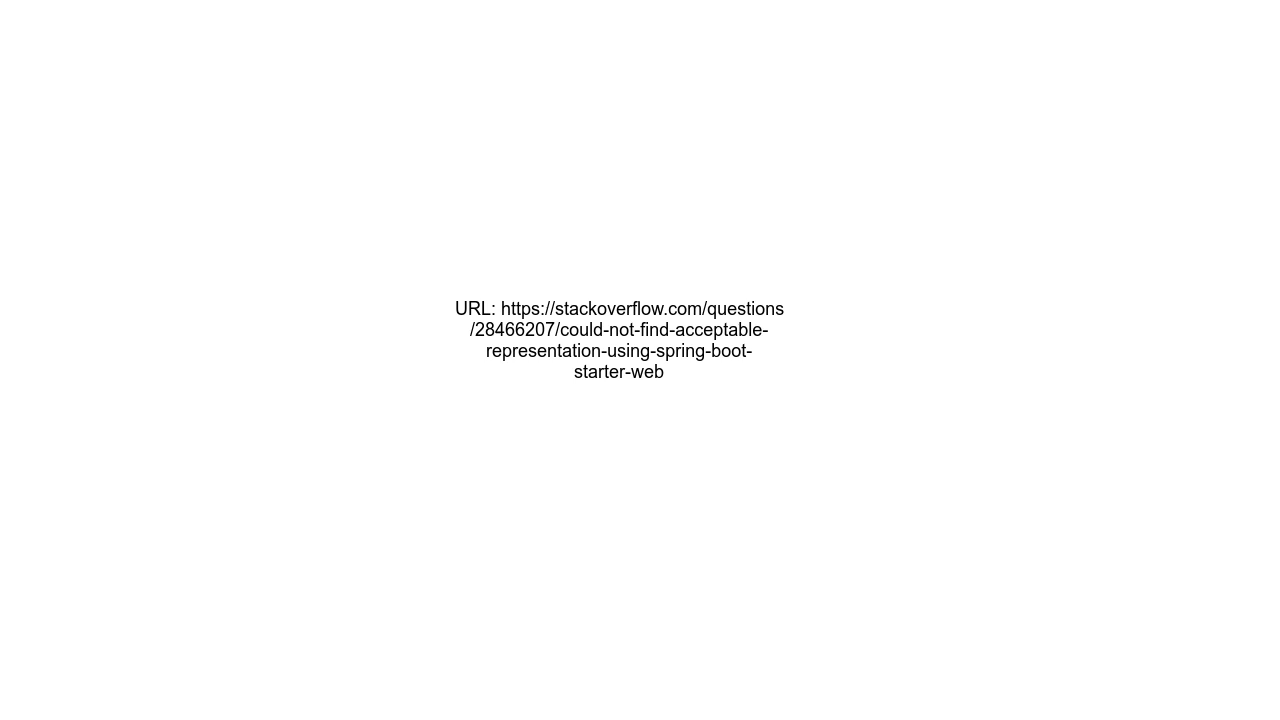 URL: https://stackoverflow.com/questions
/28466207/could-not-find-acceptable-
representation-using-spring-boot-
starter-web